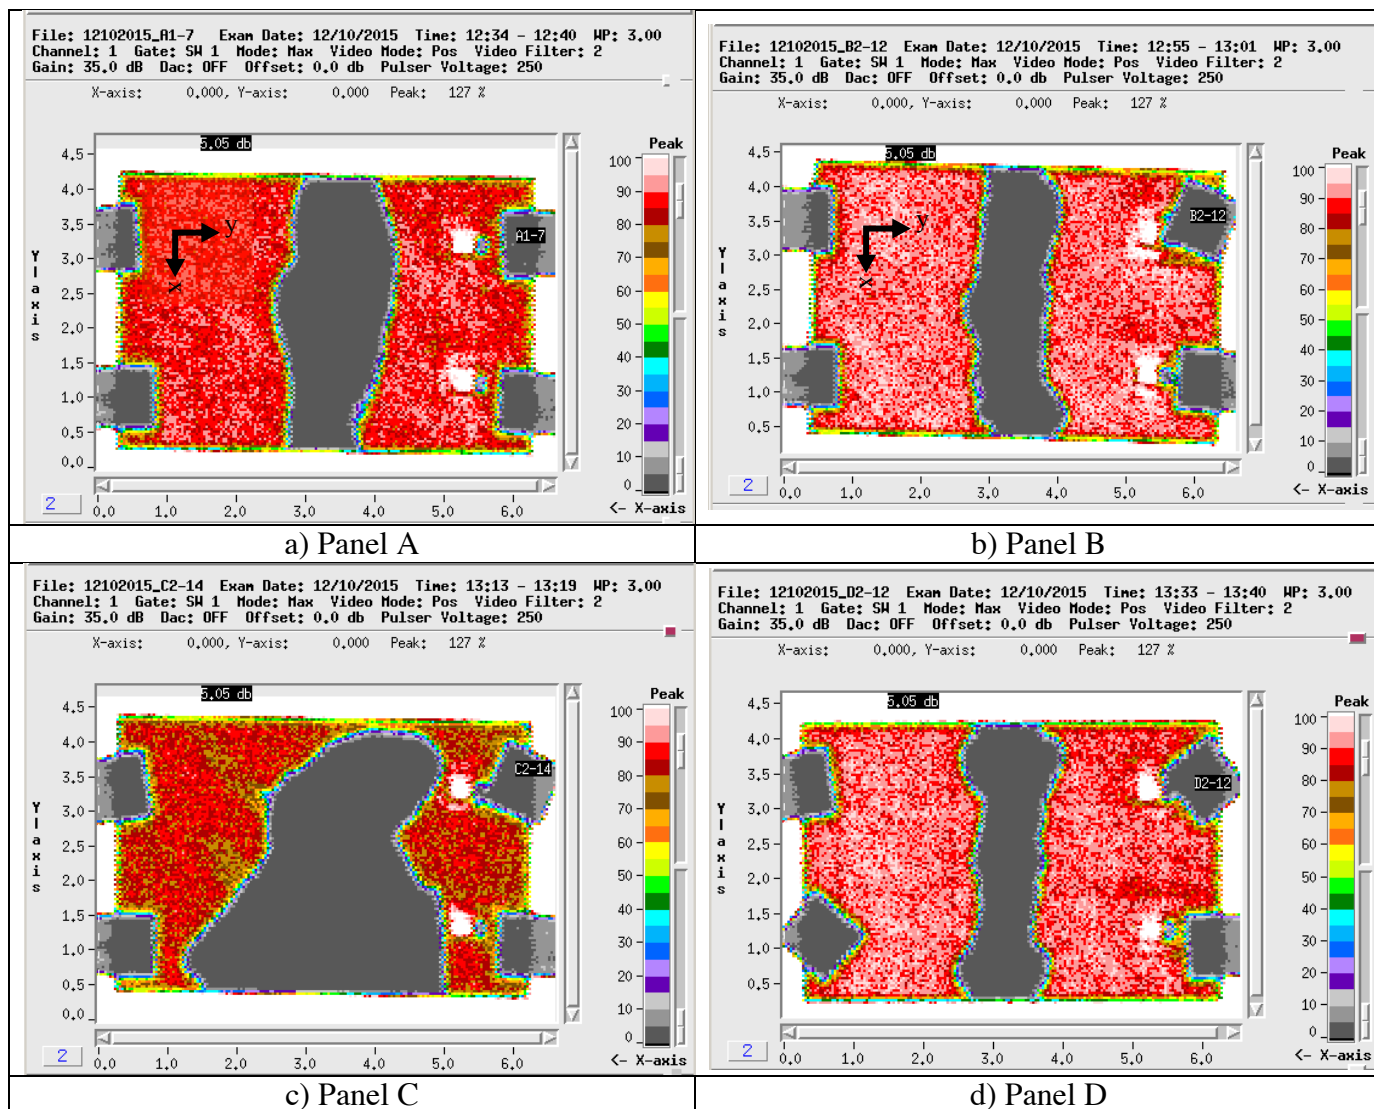 File: 12102015_A1-7 Exam Date: 12/10/2015 Time: 12:34 - 12:40 WP: 3.00
Channel: 1 Gate: SW 1 Mode: Max Video Mode: Pos Video Filter: 2
Gain: 35.0 dB Dac: OFF Offset: 0.0 db Pulser Voltage: 250
X-axis: 0.000, Y-axis: 0.000 Peak: 127 %
5.05 db
Peak
4.5
4.0
3.5
3.0
2.5
2.0
1.5
1.0
0.5
0.0
Y-axis
y
x
A1-7
100
90
80
70
60
50
40
30
20
10
0
2
0.0 1.0 2.0 3.0 4.0 5.0 6.0
<- X-axis
a) Panel A
File: 12102015_B2-12 Exam Date: 12/10/2015 Time: 12:55 - 13:01 WP: 3.00
Channel: 1 Gate: SW 1 Mode: Max Video Mode: Pos Video Filter: 2
Gain: 35.0 dB Dac: OFF Offset: 0.0 db Pulser Voltage: 250
X-axis: 0.000, Y-axis: 0.000 Peak: 127 %
5.05 db
Peak
4.5
4.0
3.5
3.0
2.5
2.0
1.5
1.0
0.5
Y-axis
y
x
B2-12
100
90
80
70
60
50
40
30
20
10
0
2
0.0 1.0 2.0 3.0 4.0 5.0 6.0
<- X-axis
b) Panel B
File: 12102015_C2-14 Exam Date: 12/10/2015 Time: 13:13 - 13:19 WP: 3.00
Channel: 1 Gate: SW 1 Mode: Max Video Mode: Pos Video Filter: 2
Gain: 35.0 dB Dac: OFF Offset: 0.0 db Pulser Voltage: 250
X-axis: 0.000, Y-axis: 0.000 Peak: 127 %
5.05 db
Peak
4.5
4.0
3.5
3.0
2.5
2.0
1.5
1.0
0.5
0.0
Y-axis
C2-14
100
90
80
70
60
50
40
30
20
10
0
2
0.0 1.0 2.0 3.0 4.0 5.0 6.0
<- X-axis
c) Panel C
File: 12102015_D2-12 Exam Date: 12/10/2015 Time: 13:33 - 13:40 WP: 3.00
Channel: 1 Gate: SW 1 Mode: Max Video Mode: Pos Video Filter: 2
Gain: 35.0 dB Dac: OFF Offset: 0.0 db Pulser Voltage: 250
X-axis: 0.000, Y-axis: 0.000 Peak: 127 %
5.05 db
Peak
4.5
4.0
3.5
3.0
2.5
2.0
1.5
1.0
0.5
Y-axis
D2-12
100
90
80
70
60
50
40
30
20
10
0
2
0.0 1.0 2.0 3.0 4.0 5.0 6.0
<- X-axis
d) Panel D